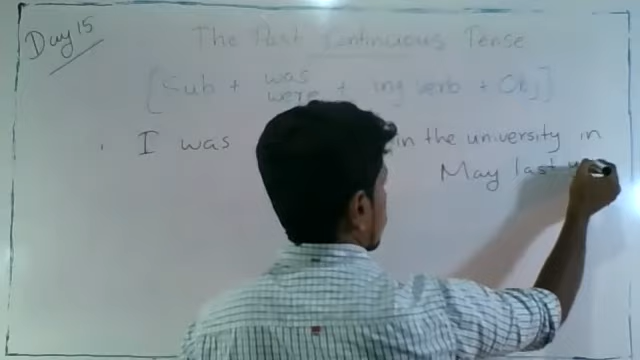 Day 15
The Past Continuous Tense
[Sub + was
were + ing verb + Obj]
I was in the university in
May last